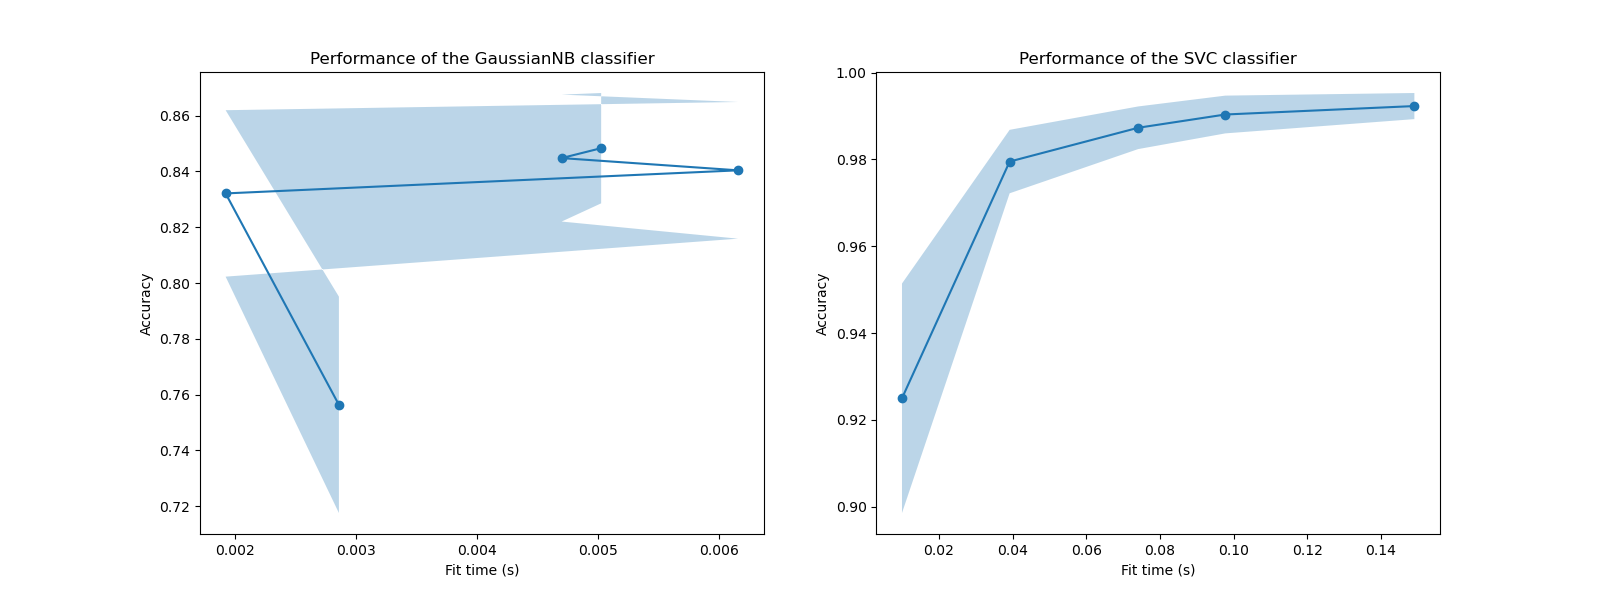 Performance of the GaussianNB classifier
Accuracy
0.86
0.84
0.82
0.80
0.78
0.76
0.74
0.72
0.002 0.003 0.004 0.005 0.006
Fit time (s)
Performance of the SVC classifier
Accuracy
1.00
0.98
0.96
0.94
0.92
0.90
0.02 0.04 0.06 0.08 0.10 0.12 0.14
Fit time (s)